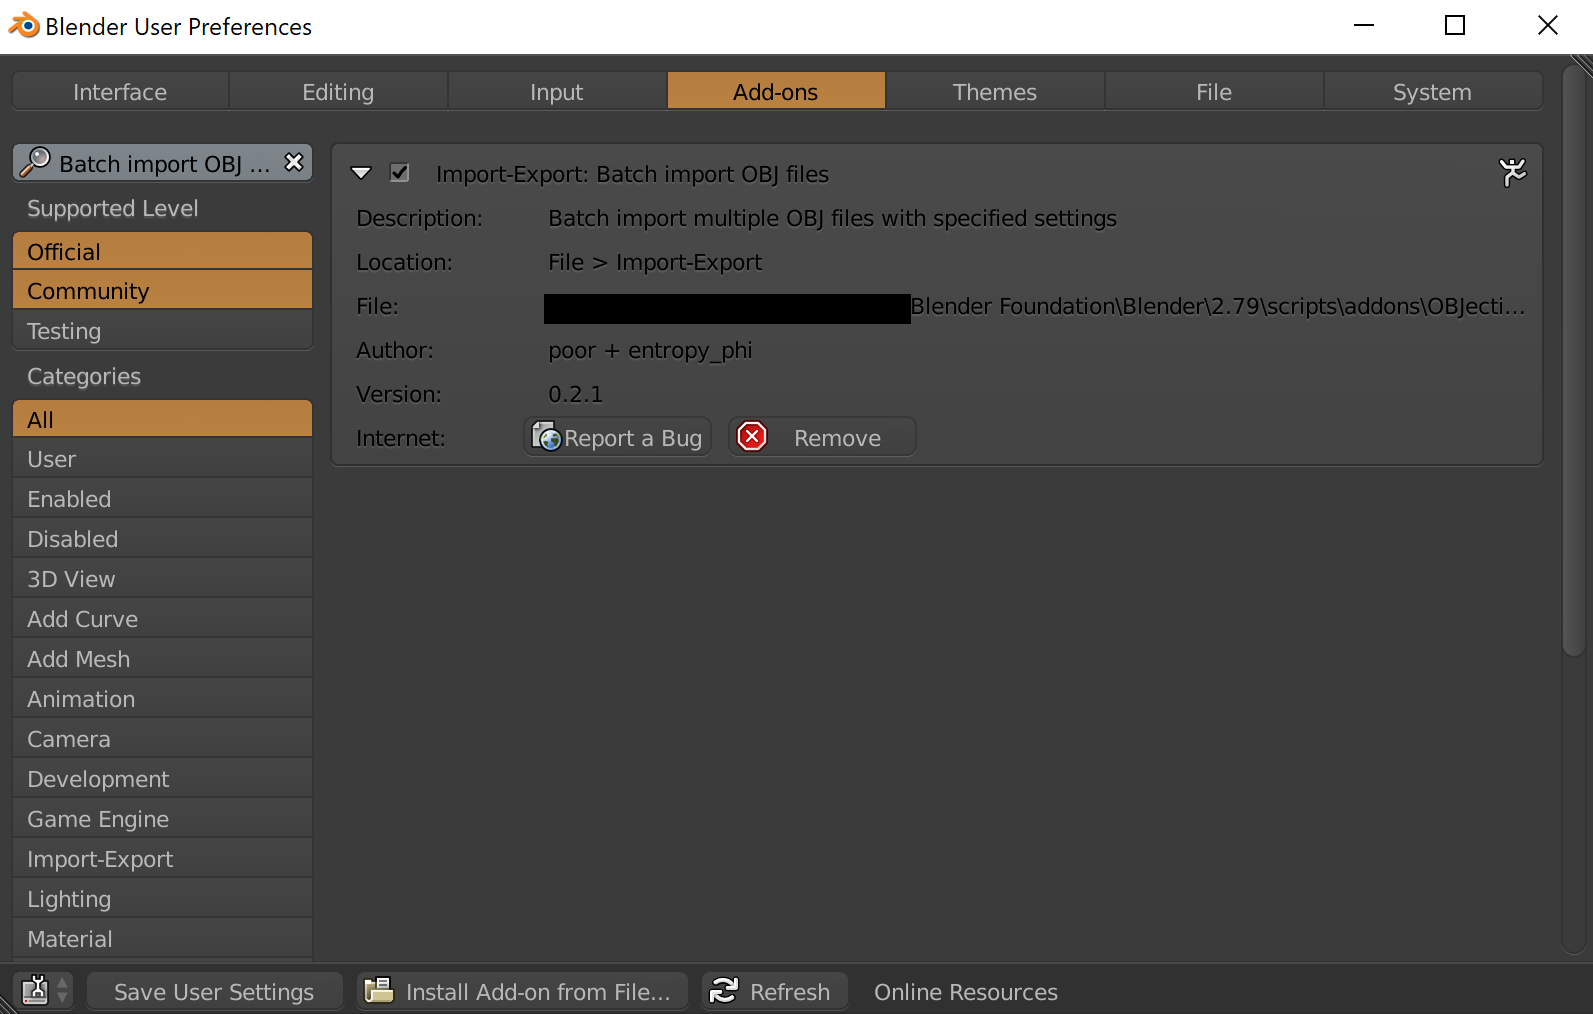 Blender User Preferences
Interface Editing Input Add-ons Themes File System
Batch import OBJ ...
Supported Level
Official
Community
Testing
Categories
All
User
Enabled
Disabled
3D View
Add Curve
Add Mesh
Animation
Camera
Development
Game Engine
Import-Export
Lighting
Material
Import-Export: Batch import OBJ files
Description: Batch import multiple OBJ files with specified settings
Location: File > Import-Export
File: Blender Foundation\Blender\2.79\scripts\addons\OBJecti...
Author: poor + entropy_phi
Version: 0.2.1
Internet: Report a Bug Remove
Save User Settings Install Add-on from File... Refresh Online Resources